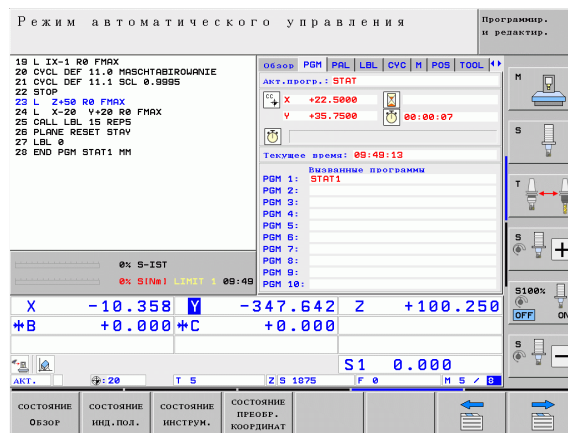 Режим автоматического управления
Программир.
и редактир.
19 L IX-1 R0 FMAX
20 CYCL DEF 11.0 MASCHTABIROWANIE
21 CYCL DEF 11.1 SCL 0.9995
22 STOP
23 L Z+50 R0 FMAX
24 L X-20 Y+20 R0 FMAX
25 CALL LBL 15 REP5
26 PLANE RESET STAY
27 LBL 0
28 END PGM STAT1 MM
Обзор PGM PAL LBL CYC M POS TOOL
Акт.прогр.: STAT
CC X +22.5000
Y +35.7500 00:00:07
Текущее время: 09:49:13
Вызванные программы
PGM 1: STAT1
PGM 2:
PGM 3:
PGM 4:
PGM 5:
PGM 6:
PGM 7:
PGM 8:
PGM 9:
PGM 10:
0% S-IST
0% S[Nm] LIMIT 1 09:49
X -10.358 Y -347.642 Z +100.250
B +0.000 C +0.000
S1 0.000
АКТ. : 20 T 5 Z S 1875 F 0 M 5 / 8
M
S
T
S
S100%
OFF ON
S
СОСТОЯНИЕ ОБЗОР
СОСТОЯНИЕ ИНД.ПОЛ.
СОСТОЯНИЕ ИНСТРУМ.
СОСТОЯНИЕ ПРЕОБР. КООРДИНАТ